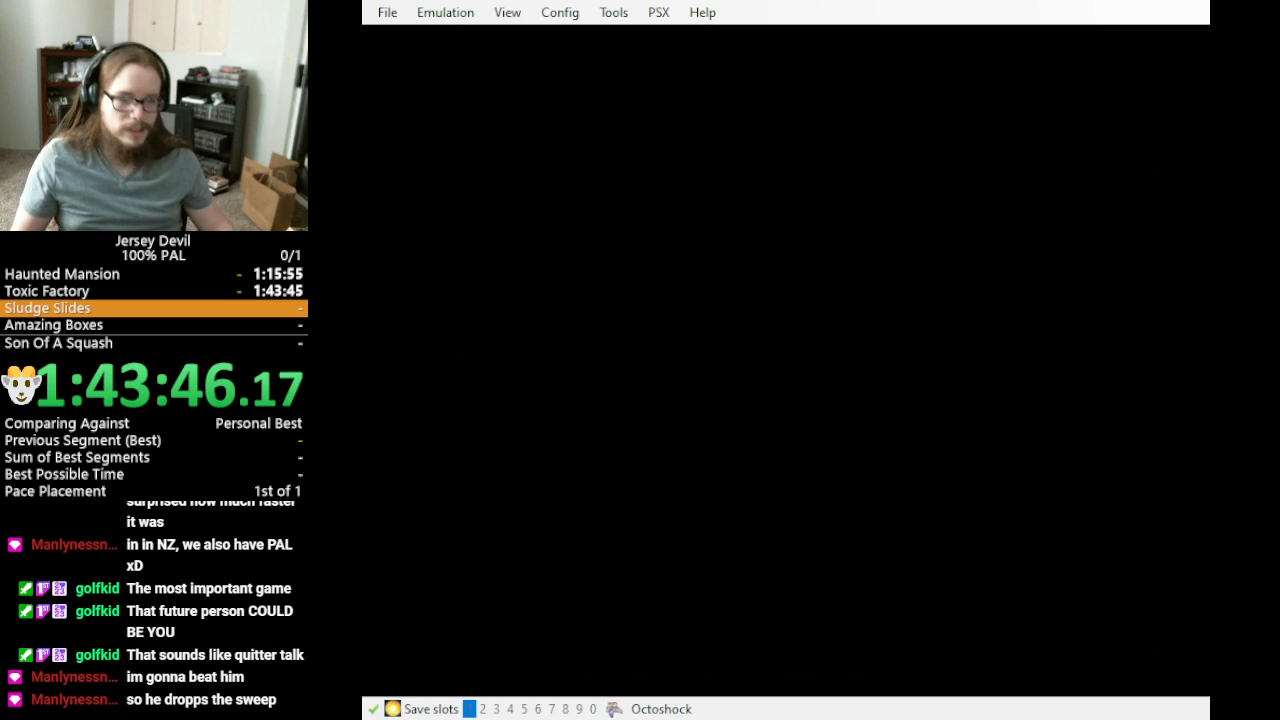 File Emulation View Config Tools PSX Help
Jersey Devil
100% PAL 0/1
Haunted Mansion - 1:15:55
Toxic Factory - 1:43:45
Sludge Slides -
Amazing Boxes -
Son Of A Squash -
1:43:46.17
Comparing Against Personal Best
Previous Segment (Best) -
Sum of Best Segments -
Best Possible Time -
Pace Placement 1st of 1
surprised how much faster
it was
Manlynessn... in in NZ, we also have PAL
xD
golfkid The most important game
golfkid That future person COULD
BE YOU
golfkid That sounds like quitter talk
Manlynessn... im gonna beat him
Manlynessn... so he dropps the sweep
Save slots 1 2 3 4 5 6 7 8 9 0 Octoshock